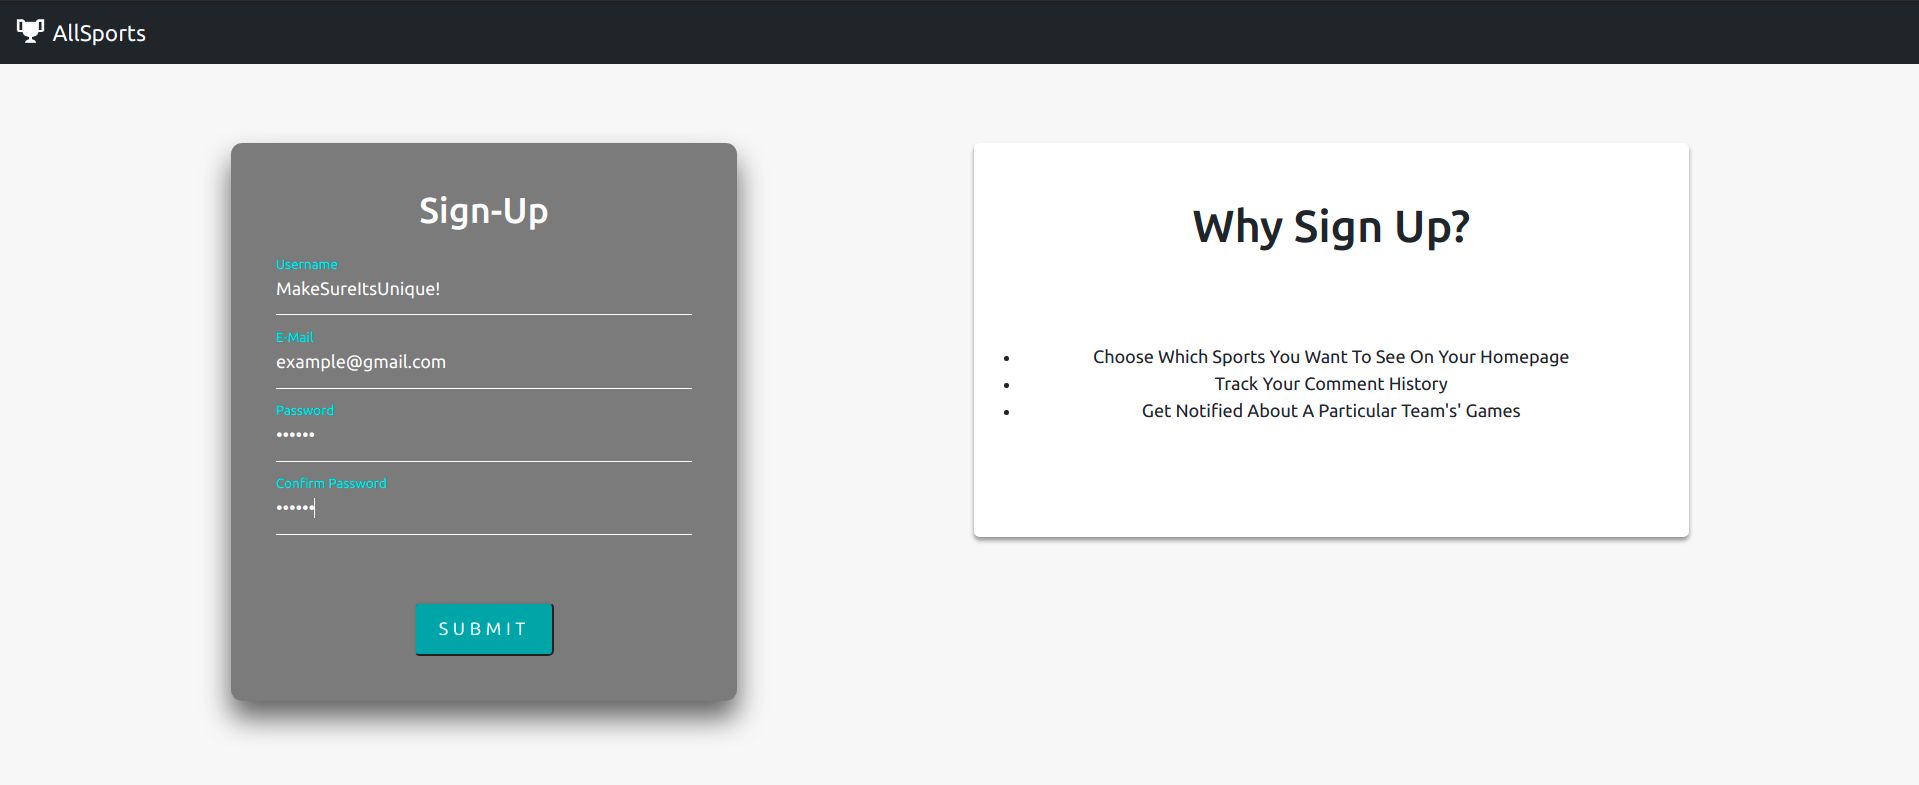 AllSports
Sign-Up
Username
MakeSureItsUnique!
E-Mail
example@gmail.com
Password
••••••
Confirm Password
••••••
SUBMIT
Why Sign Up?
• Choose Which Sports You Want To See On Your Homepage
• Track Your Comment History
• Get Notified About A Particular Team's' Games